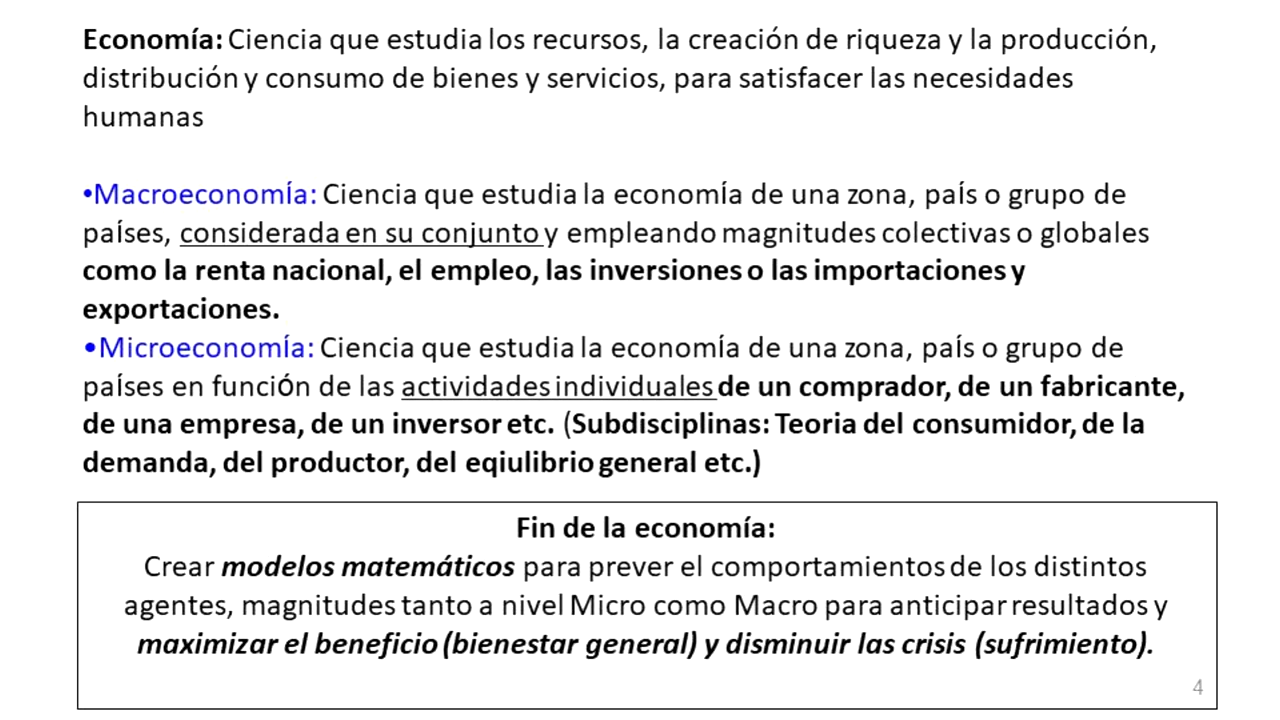 Economía: Ciencia que estudia los recursos, la creación de riqueza y la producción,
distribución y consumo de bienes y servicios, para satisfacer las necesidades
humanas
•Macroeconomía: Ciencia que estudia la economía de una zona, país o grupo de
países, considerada en su conjunto y empleando magnitudes colectivas o globales
como la renta nacional, el empleo, las inversiones o las importaciones y
exportaciones.
•Microeconomía: Ciencia que estudia la economía de una zona, país o grupo de
países en función de las actividades individuales de un comprador, de un fabricante,
de una empresa, de un inversor etc. (Subdisciplinas: Teoria del consumidor, de la
demanda, del productor, del eqiulibrio general etc.)
Fin de la economía:
Crear modelos matemáticos para prever el comportamientos de los distintos
agentes, magnitudes tanto a nivel Micro como Macro para anticipar resultados y
maximizar el beneficio (bienestar general) y disminuir las crisis (sufrimiento).
4